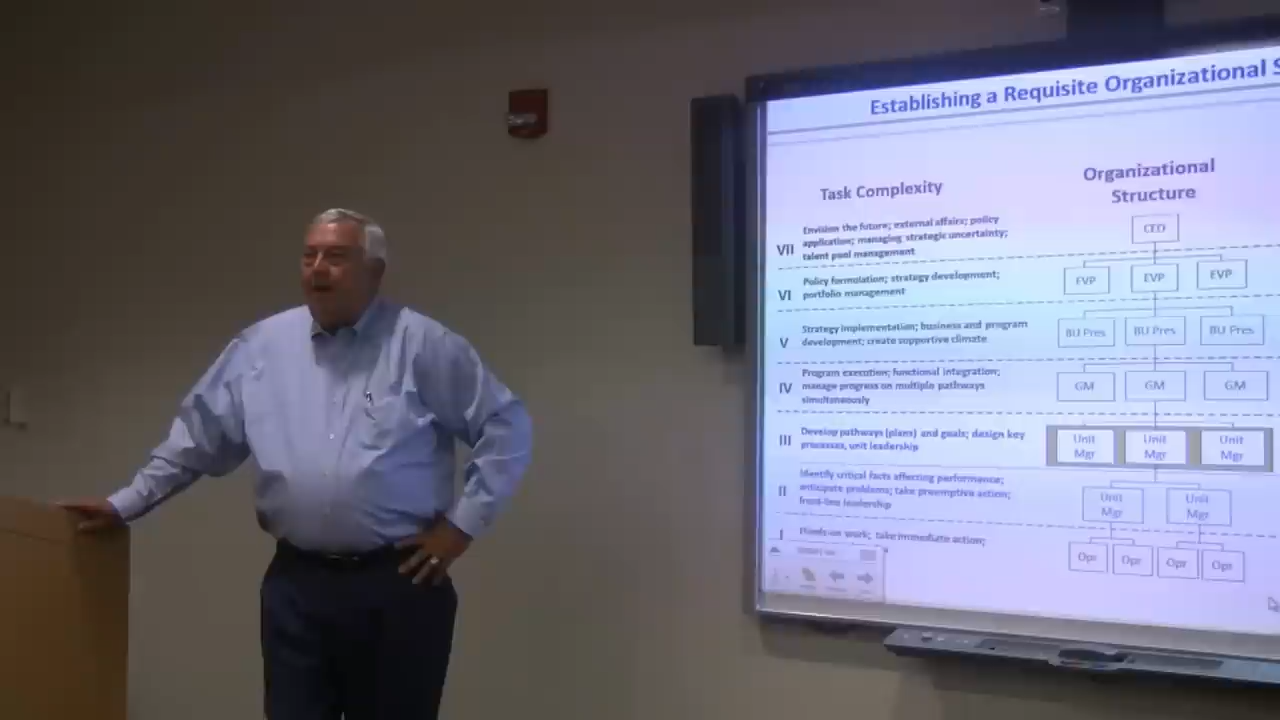 Establishing a Requisite Organizational S
Task Complexity
Organizational
Structure
VII
Envision the future; external affairs; policy
application; managing strategic uncertainty;
talent pool management
CEO
VI
Policy formulation; strategy development;
portfolio management
EVP EVP EVP
V
Strategy implementation; business and program
development; create supportive climate
BU Pres BU Pres BU Pres
IV
Program execution; functional integration;
manage progress on multiple pathways
simultaneously
GM GM GM
III
Develop pathways (plans) and goals; design key
processes, unit leadership
Unit Mgr
Unit Mgr
Unit Mgr
II
Identify critical facts affecting performance;
anticipate problems; take preemptive action;
front-line leadership
Unit Mgr
Unit Mgr
I
Hands-on work; take immediate action;
Opr Opr Opr Opr